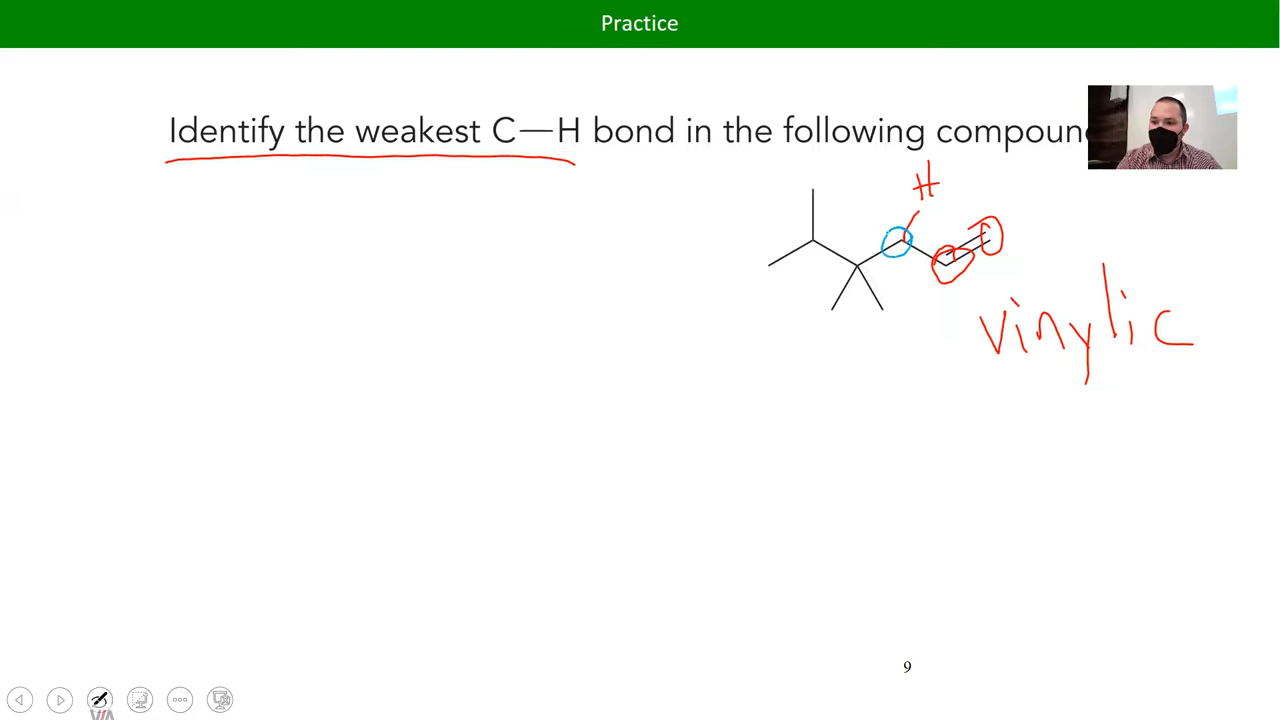 Practice
Identify the weakest C—H bond in the following compoun
H
vinylic
9